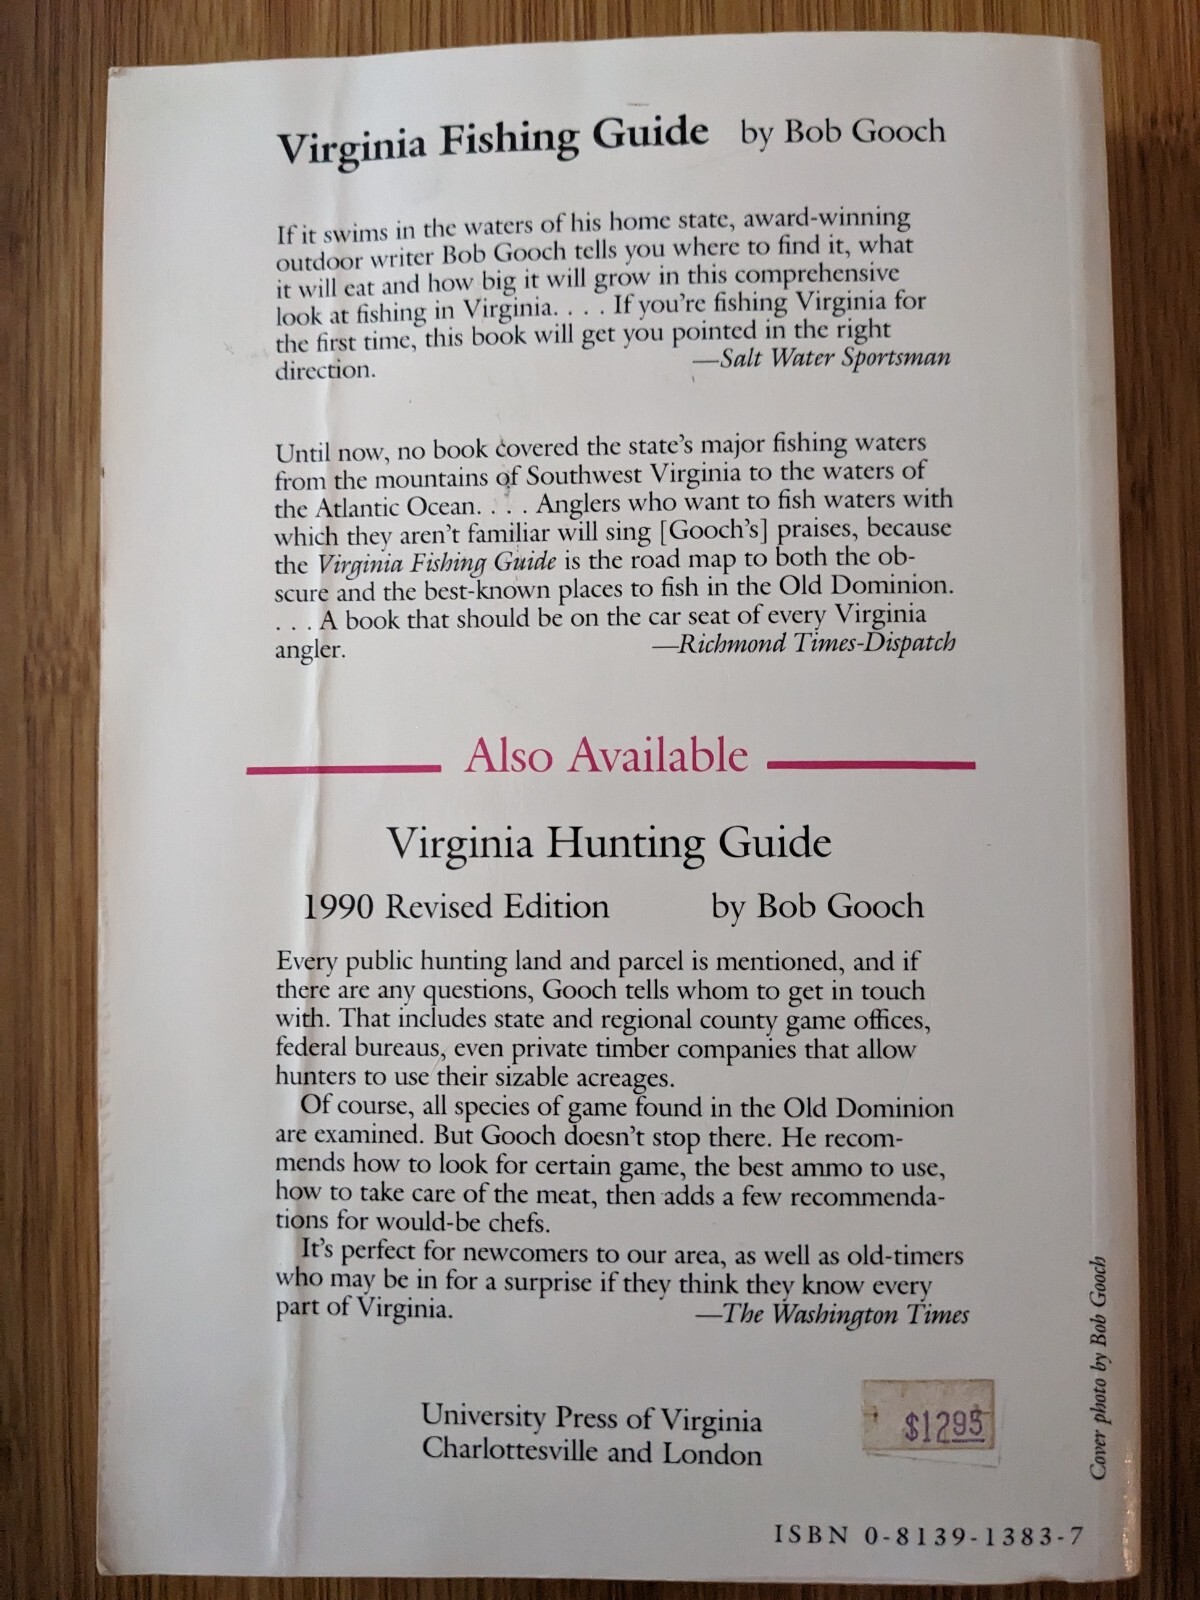 Virginia Fishing Guide by Bob Gooch
If it swims in the waters of his home state, award-winning
outdoor writer Bob Gooch tells you where to find it, what
it will eat and how big it will grow in this comprehensive
look at fishing in Virginia. . . . If you're fishing Virginia for
the first time, this book will get you pointed in the right
direction. —Salt Water Sportsman
Until now, no book covered the state's major fishing waters
from the mountains of Southwest Virginia to the waters of
the Atlantic Ocean. . . . Anglers who want to fish waters with
which they aren't familiar will sing [Gooch's] praises, because
the Virginia Fishing Guide is the road map to both the ob-
scure and the best-known places to fish in the Old Dominion.
. . . A book that should be on the car seat of every Virginia
angler. —Richmond Times-Dispatch
Also Available
Virginia Hunting Guide
1990 Revised Edition by Bob Gooch
Every public hunting land and parcel is mentioned, and if
there are any questions, Gooch tells whom to get in touch
with. That includes state and regional county game offices,
federal bureaus, even private timber companies that allow
hunters to use their sizable acreages.
Of course, all species of game found in the Old Dominion
are examined. But Gooch doesn't stop there. He recom-
mends how to look for certain game, the best ammo to use,
how to take care of the meat, then adds a few recommenda-
tions for would-be chefs.
It's perfect for newcomers to our area, as well as old-timers
who may be in for a surprise if they think they know every
part of Virginia. —The Washington Times
University Press of Virginia
Charlottesville and London
$1295
Cover photo by Bob Gooch
ISBN 0-8139-1383-7